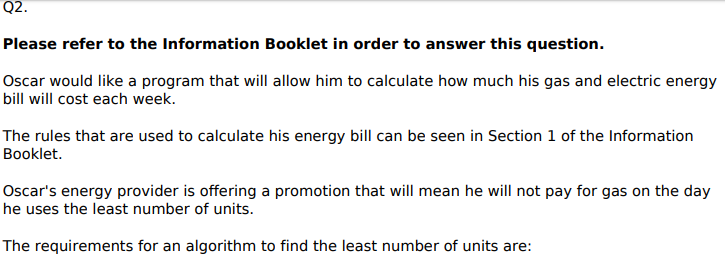 Q2.
Please refer to the Information Booklet in order to answer this question.
Oscar would like a program that will allow him to calculate how much his gas and electric energy
bill will cost each week.
The rules that are used to calculate his energy bill can be seen in Section 1 of the Information
Booklet.
Oscar's energy provider is offering a promotion that will mean he will not pay for gas on the day
he uses the least number of units.
The requirements for an algorithm to find the least number of units are: